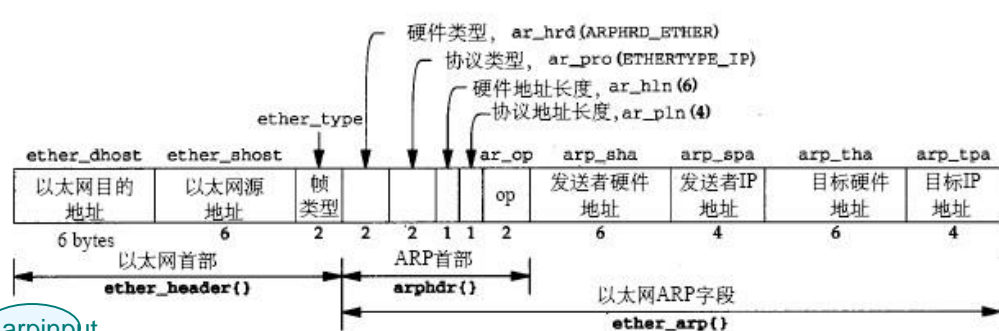 硬件类型, ar_hrd (ARPHRD_ETHER)
协议类型, ar_pro (ETHERTYPE_IP)
硬件地址长度, ar_hln (6)
协议地址长度, ar_pln (4)
ether_type
ether_dhost ether_shost ar_op arp_sha arp_spa arp_tha arp_tpa
以太网目的地址 以太网源地址 帧类型 op 发送者硬件地址 发送者IP地址 目标硬件地址 目标IP地址
6 bytes 6 2 2 2 1 1 2 6 4 6 4
以太网首部 ARP首部
ether_header{} arphdr{} 以太网ARP字段
ether_arp{}
arpinput